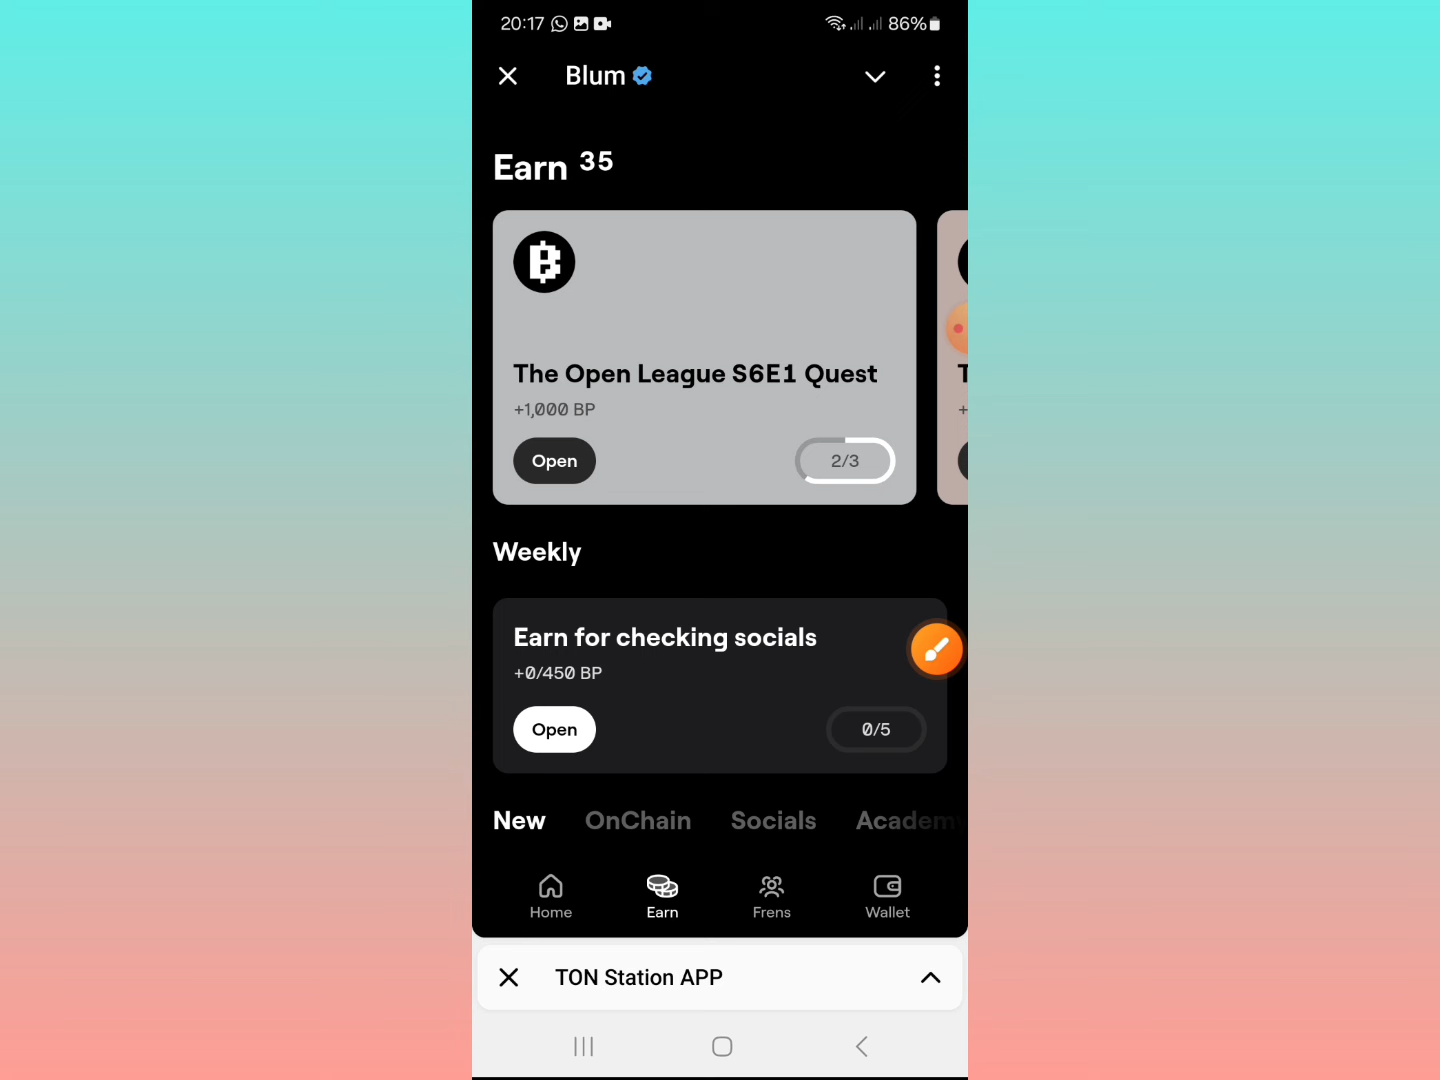 20:17 86%
Blum
Earn 35
The Open League S6E1 Quest
+1,000 BP
Open 2/3
Weekly
Earn for checking socials
+0/450 BP
Open 0/5
New OnChain Socials Academy
Home Earn Frens Wallet
TON Station APP